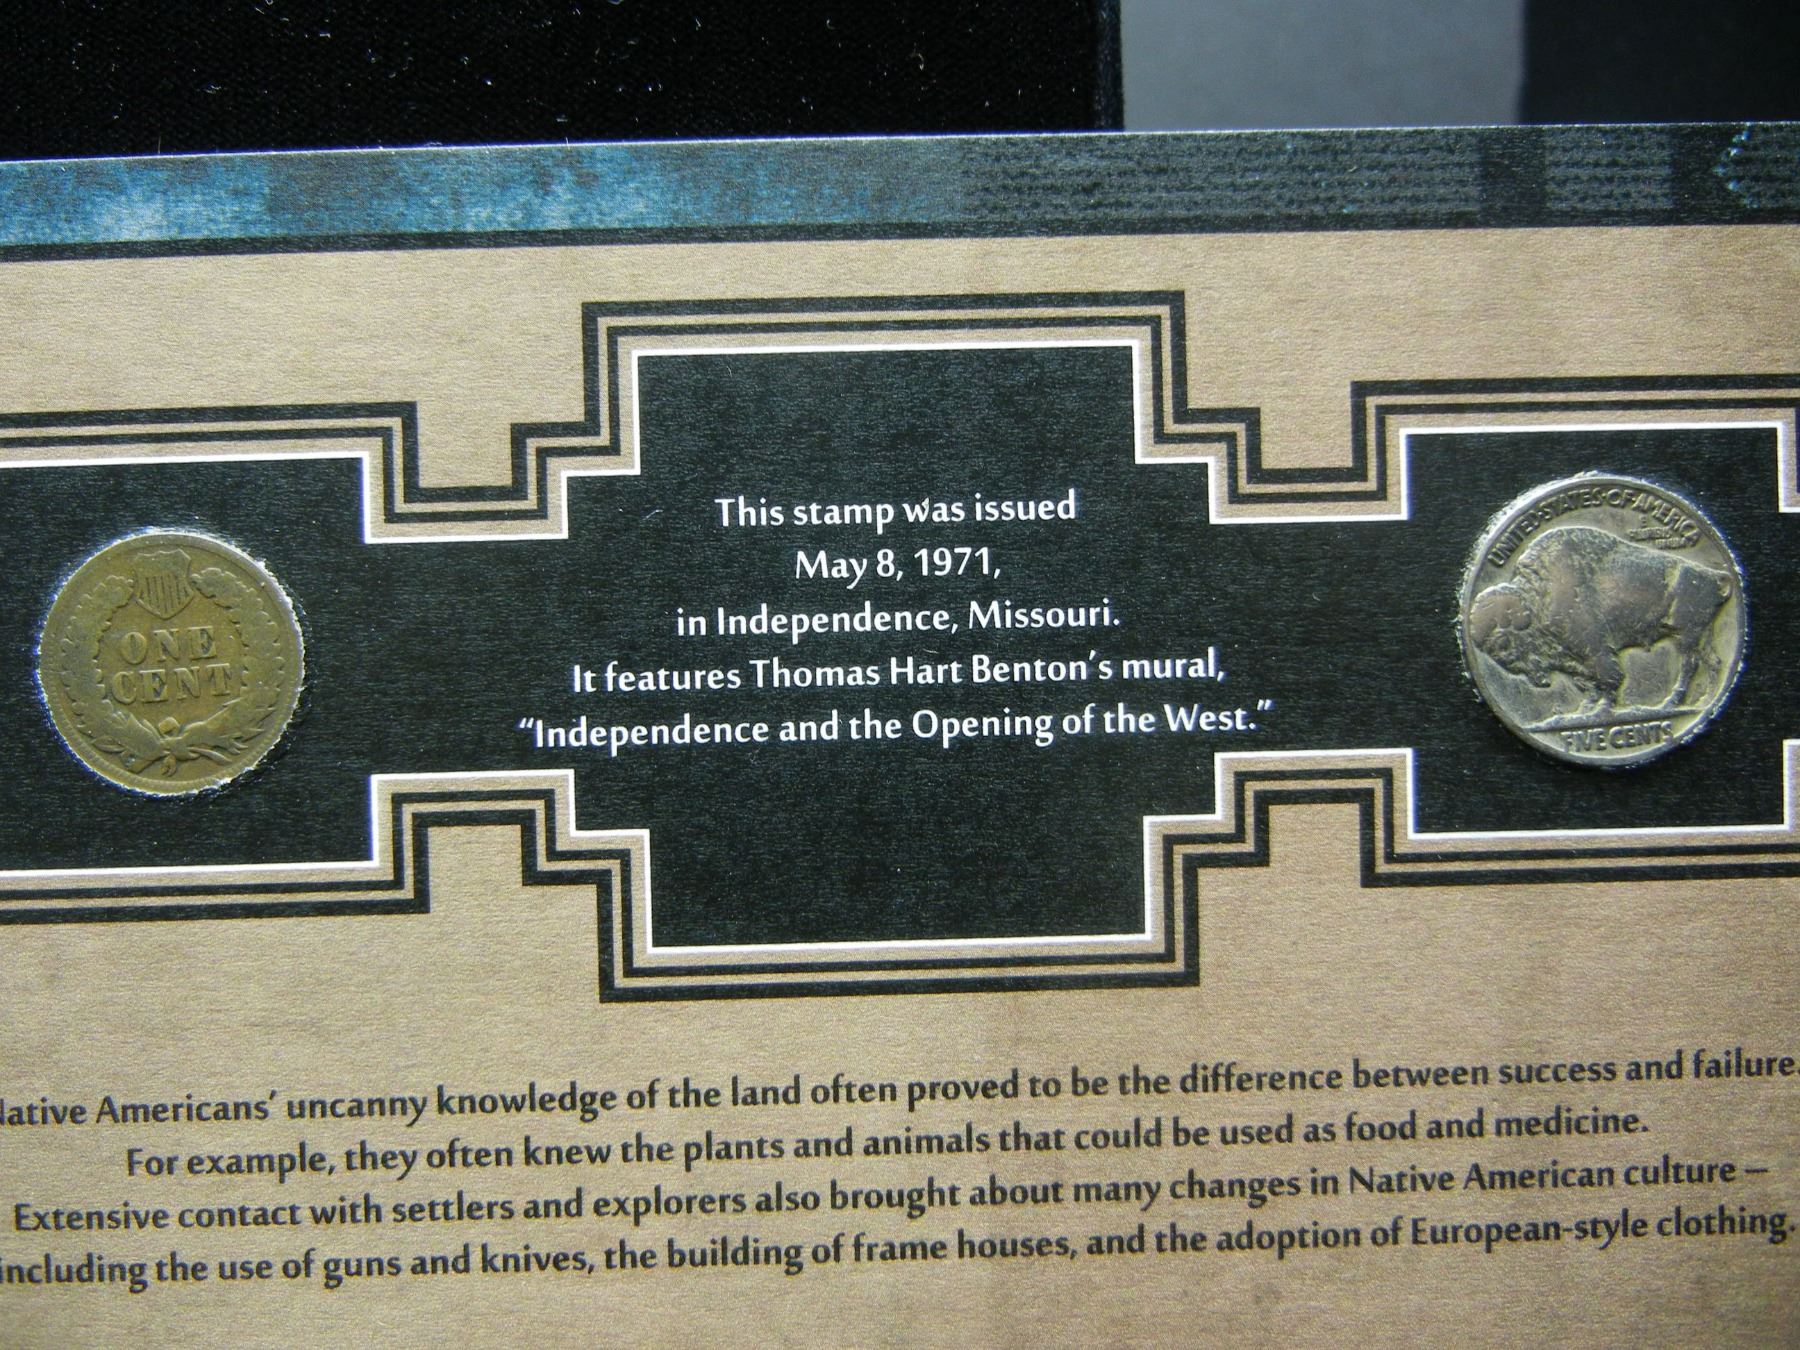 This stamp was issued
May 8, 1971,
in Independence, Missouri.
It features Thomas Hart Benton's mural,
“Independence and the Opening of the West.”
ONE
CENT
UNITED·STATES·OF·AMERICA
FIVE CENTS
Native Americans' uncanny knowledge of the land often proved to be the difference between success and failure.
For example, they often knew the plants and animals that could be used as food and medicine.
Extensive contact with settlers and explorers also brought about many changes in Native American culture –
including the use of guns and knives, the building of frame houses, and the adoption of European-style clothing.